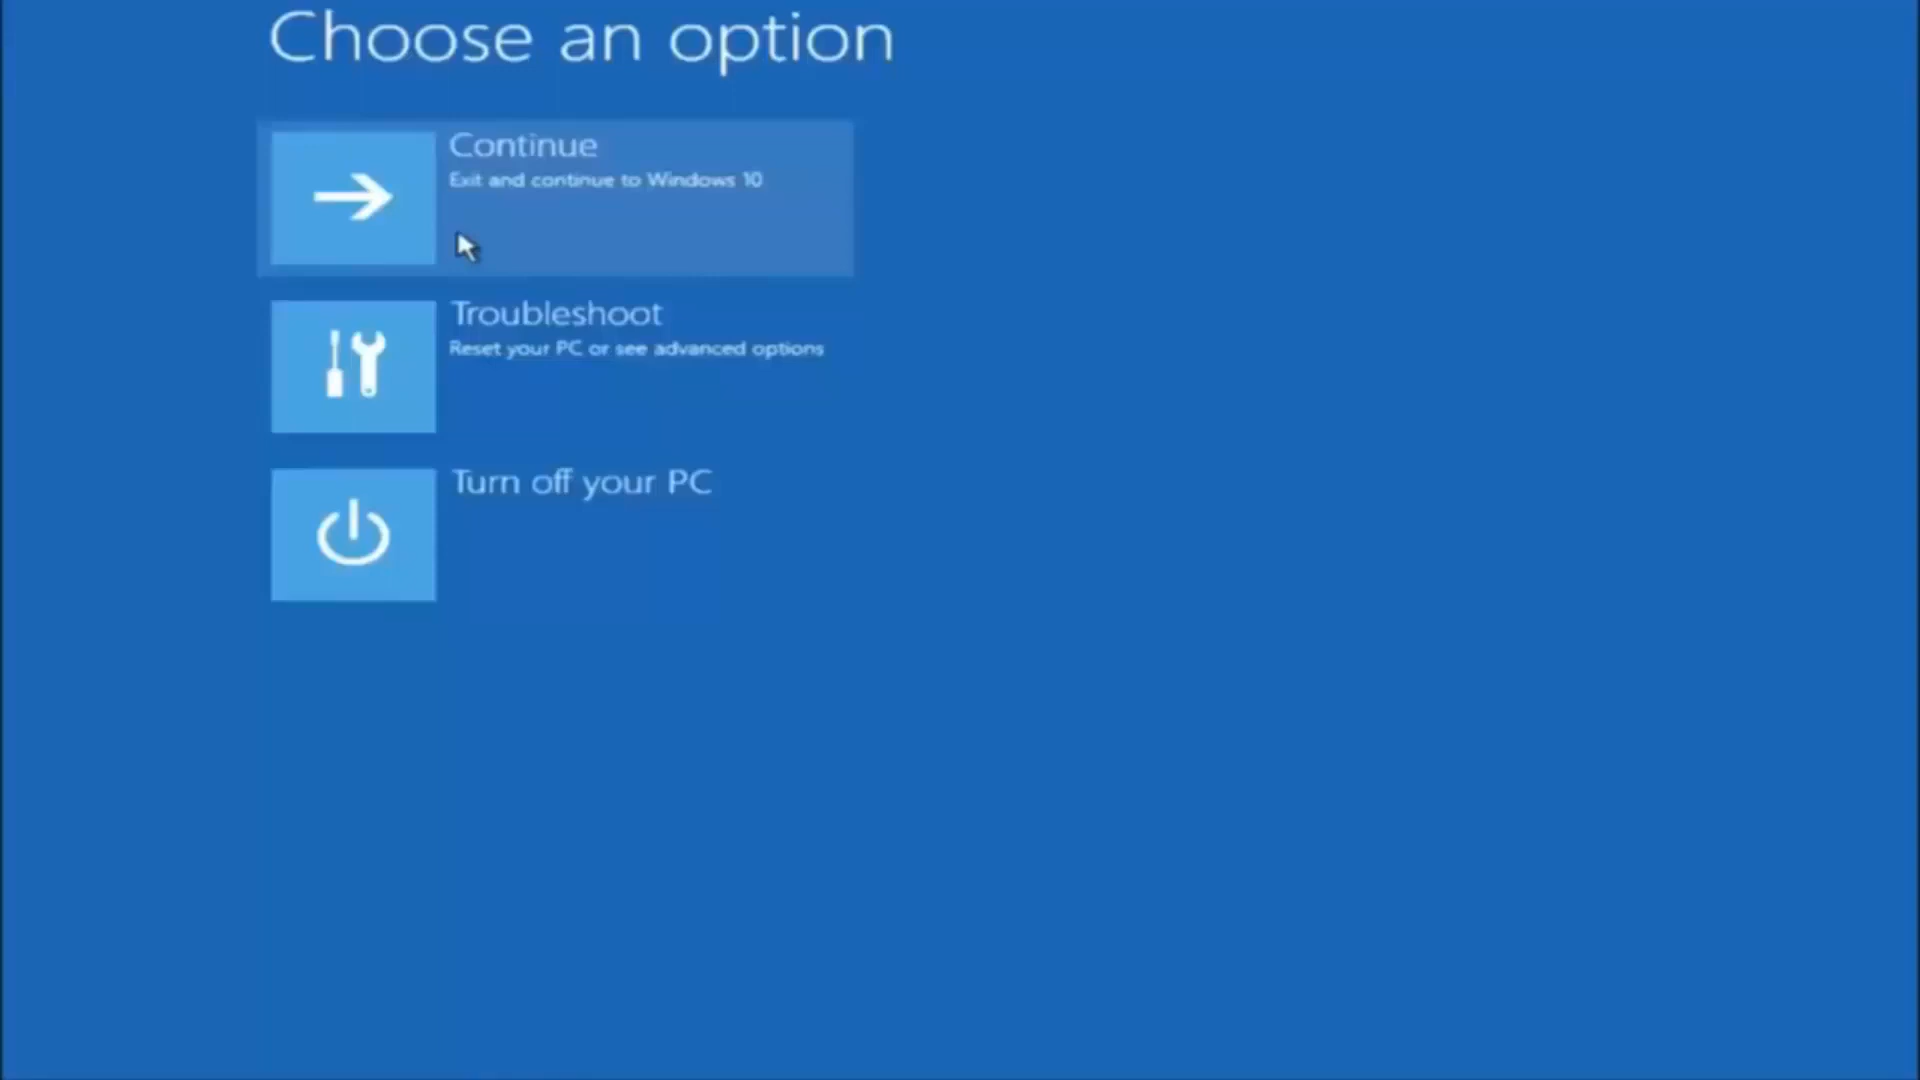 Choose an option
Continue
Exit and continue to Windows 10
Troubleshoot
Reset your PC or see advanced options
Turn off your PC